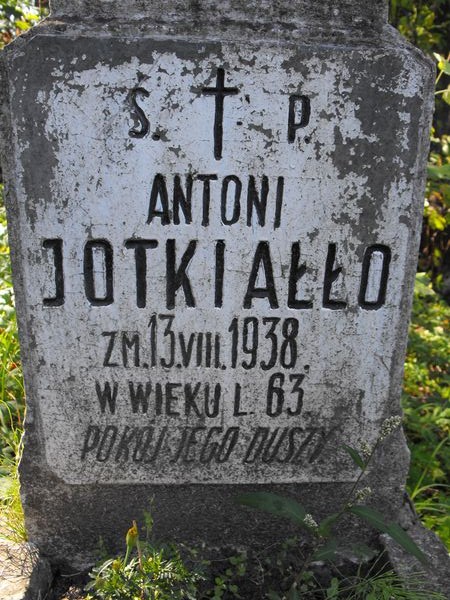 Ś. † P.
ANTONI
JOTKIAŁŁO
ZM. 13.VIII.1938.
W WIEKU L. 63.
POKÓJ JEGO DUSZY